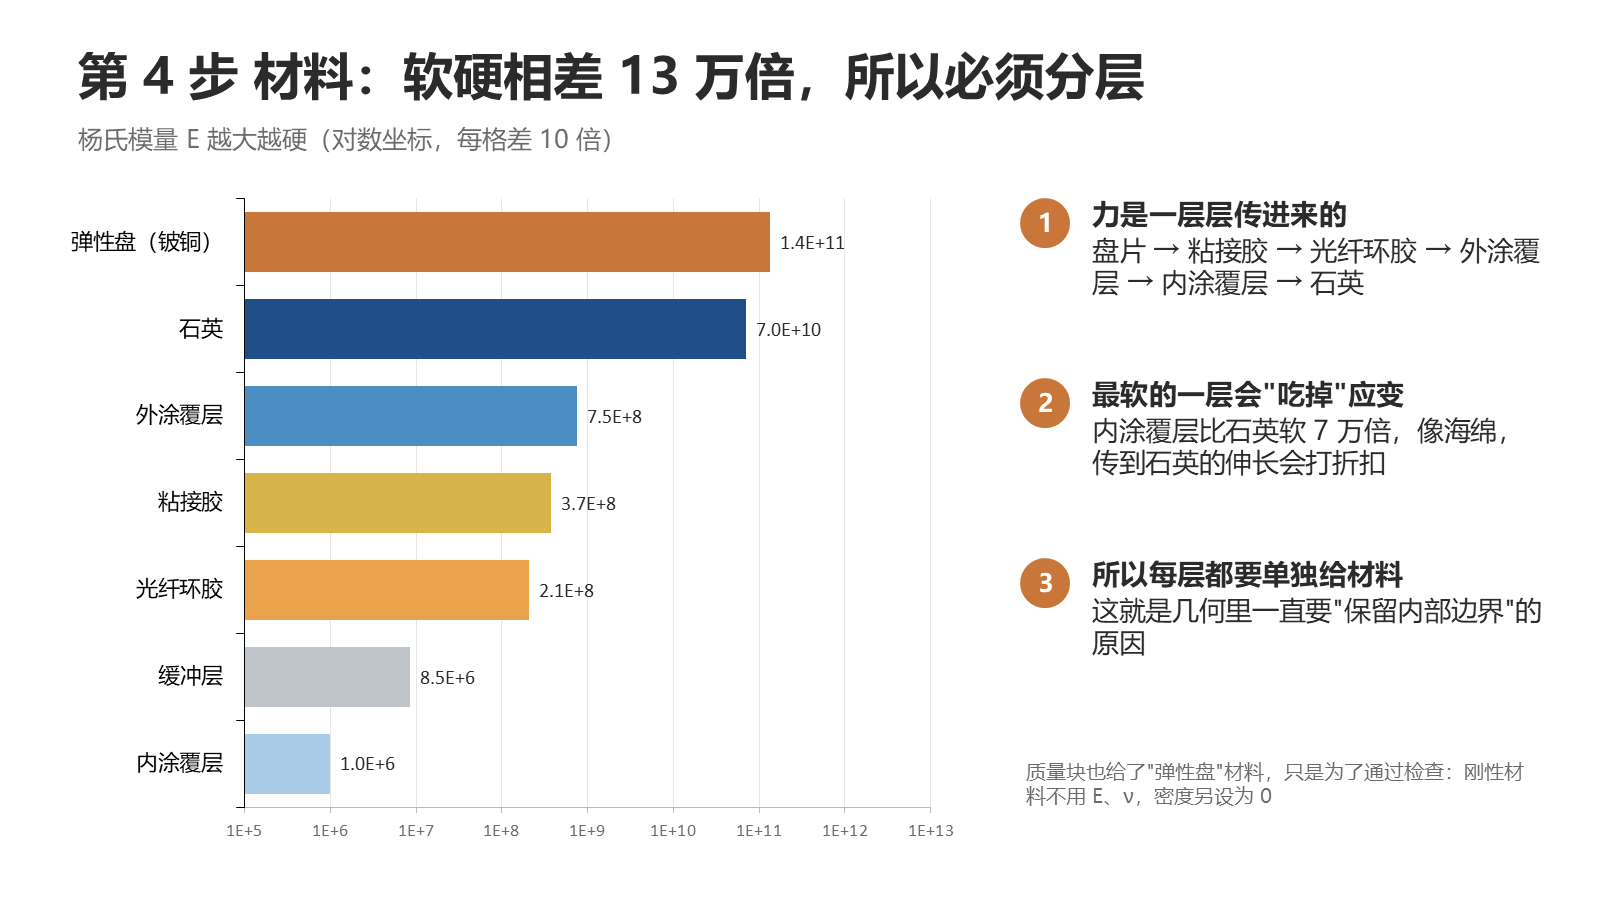 第 4 步 材料：软硬相差 13 万倍，所以必须分层
杨氏模量 E 越大越硬（对数坐标，每格差 10 倍）
弹性盘（铍铜）
1.4E+11
石英
7.0E+10
外涂覆层
7.5E+8
粘接胶
3.7E+8
光纤环胶
2.1E+8
缓冲层
8.5E+6
内涂覆层
1.0E+6
1E+5
1E+6
1E+7
1E+8
1E+9
1E+10
1E+11
1E+12
1E+13
1
力是一层层传进来的
盘片 → 粘接胶 → 光纤环胶 → 外涂覆
层 → 内涂覆层 → 石英
2
最软的一层会"吃掉"应变
内涂覆层比石英软 7 万倍，像海绵，
传到石英的伸长会打折扣
3
所以每层都要单独给材料
这就是几何里一直要"保留内部边界"的
原因
质量块也给了"弹性盘"材料，只是为了通过检查：刚性材
料不用 E、ν，密度另设为 0